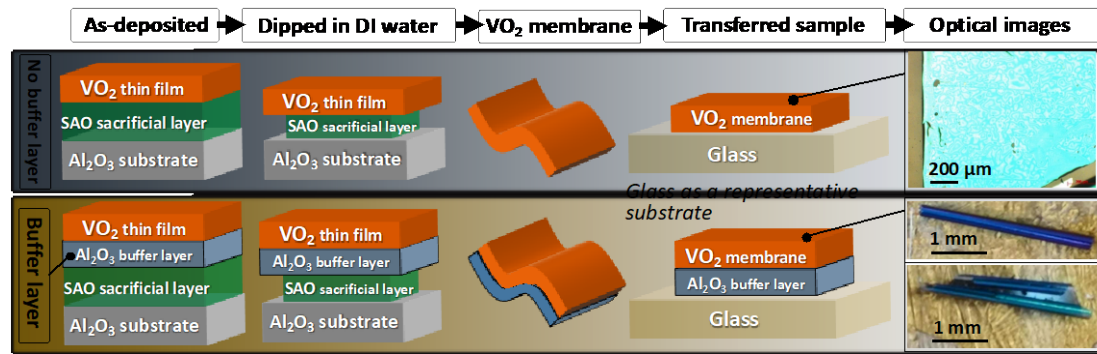 As-deposited
Dipped in DI water
VO₂ membrane
Transferred sample
Optical images
No buffer layer
VO₂ thin film
SAO sacrificial layer
Al₂O₃ substrate
VO₂ thin film
SAO sacrificial layer
Al₂O₃ substrate
VO₂ membrane
Glass
200 μm
Glass as a representative
substrate
Buffer layer
VO₂ thin film
Al₂O₃ buffer layer
SAO sacrificial layer
Al₂O₃ substrate
VO₂ thin film
Al₂O₃ buffer layer
SAO sacrificial layer
Al₂O₃ substrate
VO₂ membrane
Al₂O₃ buffer layer
Glass
1 mm
1 mm